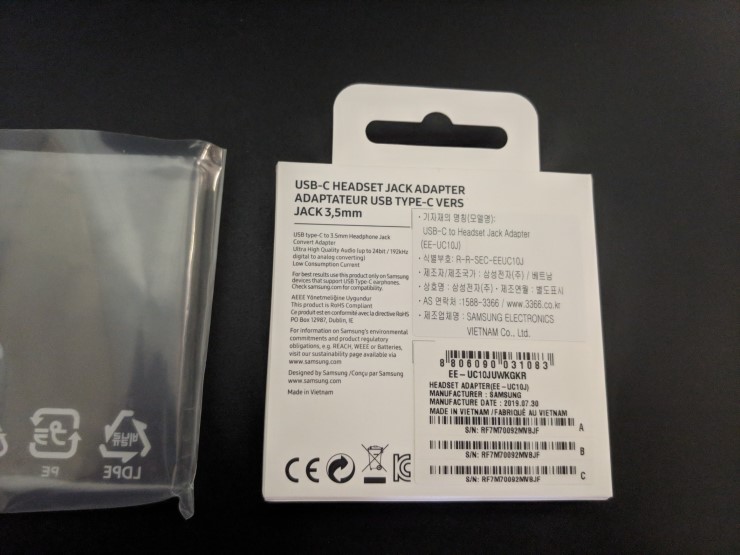 USB-C HEADSET JACK ADAPTER
ADAPTATEUR USB TYPE-C VERS
JACK 3,5mm
USB type-C to 3.5mm Headphone Jack
Convert Adapter
Ultra High Quality Audio (up to 24bit / 192kHz
digital to analog converting)
Low Consumption Current
For best results use this product only on Samsung
devices that support USB Type-C earphones.
Check samsung.com for compatibility.
AEEE Yönetmeliğine Uygundur
This product is RoHS Compliant
Ce produit est en conformité avec la directive RoHS
PO Box 12987, Dublin, IE
For information on Samsung's environmental
commitments and product regulatory
obligations, e.g. REACH, WEEE or Batteries,
visit our sustainability page available via
www.samsung.com
Designed by Samsung / Conçu par Samsung
www.samsung.com
Made in Vietnam
· 기자재의 명칭(모델명):
USB-C to Headset Jack Adapter
(EE-UC10J)
· 식별부호: R-R-SEC-EEUC10J
· 제조자/제조국가 : 삼성전자(주) / 베트남
· 상호명 : 삼성전자(주) · 제조연월 : 별도표시
· AS 연락처 :1588-3366 / www.3366.co.kr
· 제조업체명 : SAMSUNG ELECTRONICS
VIETNAM Co., Ltd.
8 806090 031083
EE-UC10JUWKGKR
HEADSET ADAPTER(EE-UC10J)
MANUFACTURER : SAMSUNG
MANUFACTURE DATE : 2019.07.30
MADE IN VIETNAM / FABRIQUÉ AU VIETNAM
A
S/N: RF7M70092MVBJF
B
S/N: RF7M70092MVBJF
C
S/N: RF7M70092MVBJF
CE
비닐류
LDPE
PE